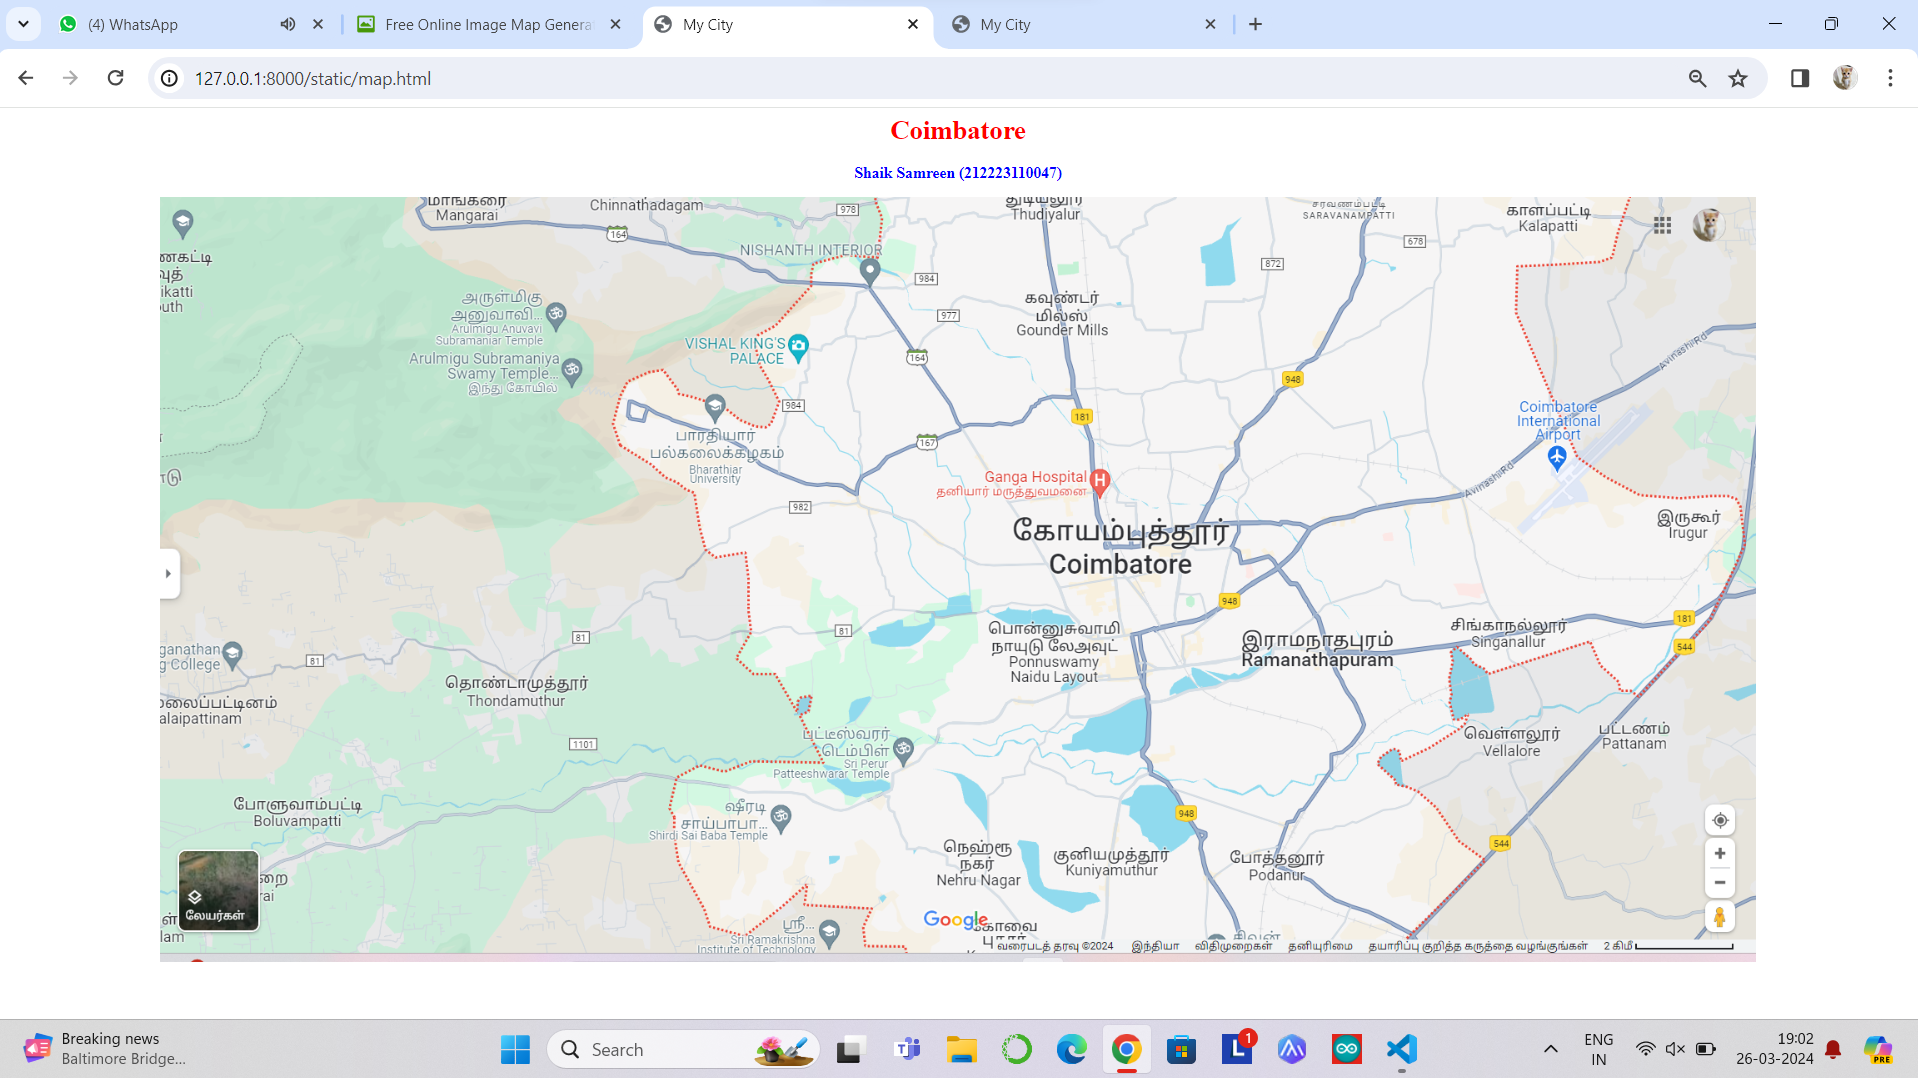 (4) WhatsApp
Free Online Image Map Genera
My City
My City
127.0.0.1:8000/static/map.html
Coimbatore
Shaik Samreen (212223110047)
Mangarai
Chinnathadagam
978
164
NISHANTH INTERIOR
984
977
Thudiyalur
SARAVANAMPATTI
678
872
காளப்பட்டி
Kalapatti
ikatti
uth
அருள்மிகு
அனுவாவி...
Arulmigu Anuvavi
Subramaniar Temple
Arulmigu Subramaniya
Swamy Temple...
இந்து கோயில்
VISHAL KING'S
PALACE
164
கவுண்டர்
மில்ஸ்
Gounder Mills
948
Avinashi Rd
984
181
167
பாரதியார்
பல்கலைக்கழகம்
Bharathiar
University
Coimbatore
International
Airport
Avinashi Rd
Ganga Hospital
தனியார் மருத்துவமனை
982
கோயம்புத்தூர்
Coimbatore
இருகூர்
Irugur
948
81
81
81
ganathan
g College
பொன்னுசுவாமி
நாயுடு லேஅவுட்
Ponnuswamy
Naidu Layout
இராமநாதபுரம்
Ramanathapuram
சிங்காநல்லூர்
Singanallur
181
544
தொண்டாமுத்தூர்
Thondamuthur
alaipattinam
1101
புட்டீஸ்வரர்
டெம்பிள்
Sri Perur
Patteeshwarar Temple
வெள்ளலூர்
Vellalore
பட்டணம்
Pattanam
போளுவாம்பட்டி
Boluvampatti
ஷீரடி
சாய்பாபா...
Shirdi Sai Baba Temple
948
544
நெஹ்ரூ
நகர்
Nehru Nagar
குனியமுத்தூர்
Kuniyamuthur
போத்தனூர்
Podanur
லேயர்கள்
ஸ்ரீ...
Sri Ramakrishna
Institute of Technology
Google
கோவை
வரைபடத் தரவு ©2024 இந்தியா விதிமுறைகள் தனியுரிமை தயாரிப்பு குறித்த கருத்தை வழங்குங்கள் 2 கிமீ
Breaking news
Baltimore Bridge...
Search
1
ENG
IN
19:02
26-03-2024
PRE